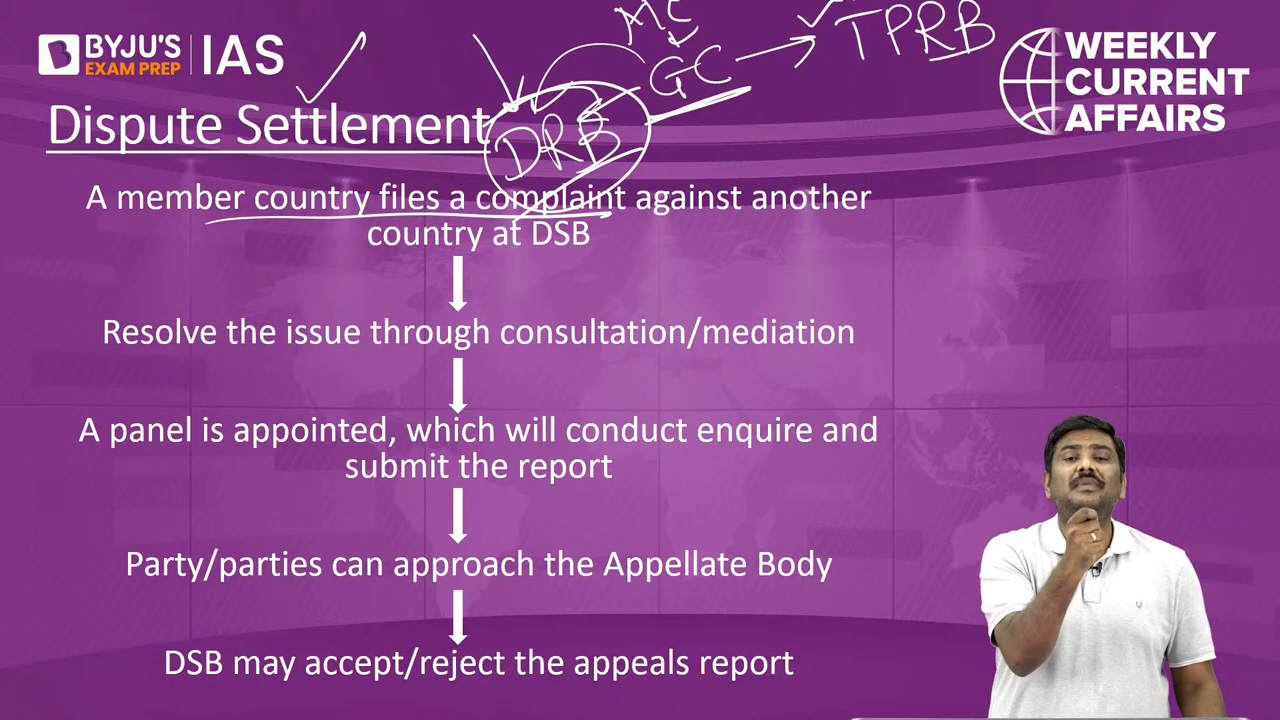 MC
GC
TPRB
BYJU'S
EXAM PREP
IAS
WEEKLY
CURRENT
AFFAIRS
Dispute Settlement
DRB
A member country files a complaint against another
country at DSB
Resolve the issue through consultation/mediation
A panel is appointed, which will conduct enquire and
submit the report
Party/parties can approach the Appellate Body
DSB may accept/reject the appeals report